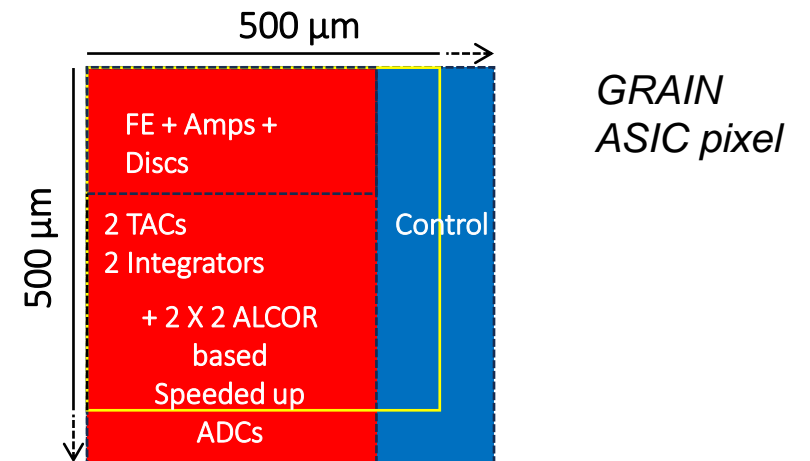 500 µm
GRAIN
ASIC pixel
FE + Amps +
Discs
500 µm
2 TACs
2 Integrators
Control
+ 2 X 2 ALCOR
based
Speeded up
ADCs